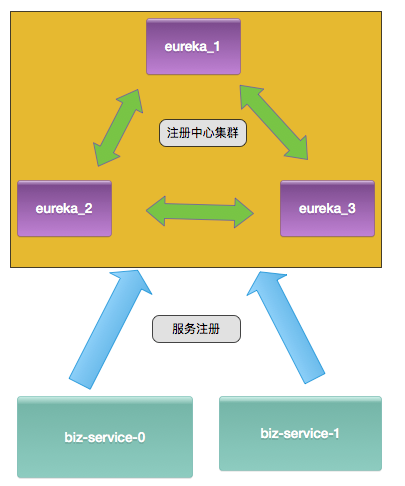 eureka_1
注册中心集群
eureka_2
eureka_3
服务注册
biz-service-0
biz-service-1